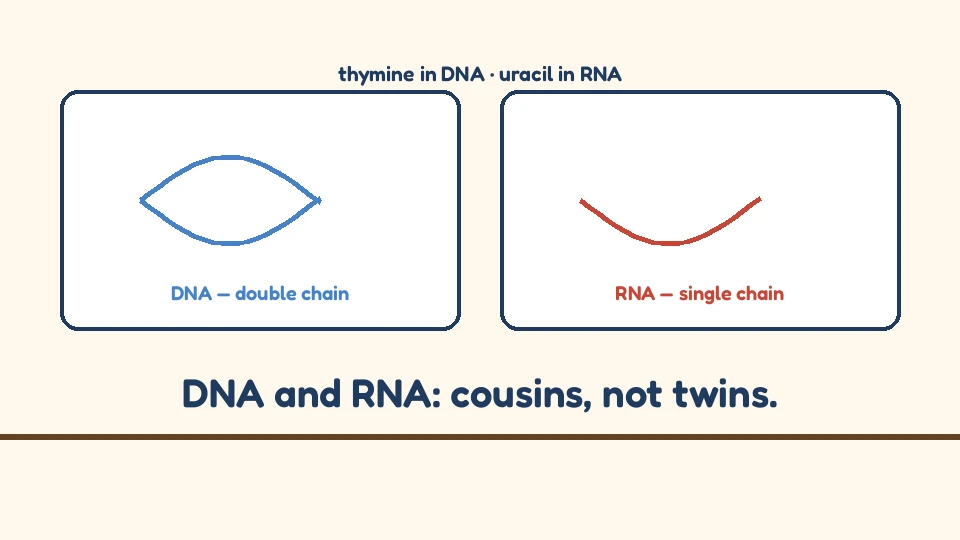 thymine in DNA · uracil in RNA
DNA — double chain
RNA — single chain
DNA and RNA: cousins, not twins.